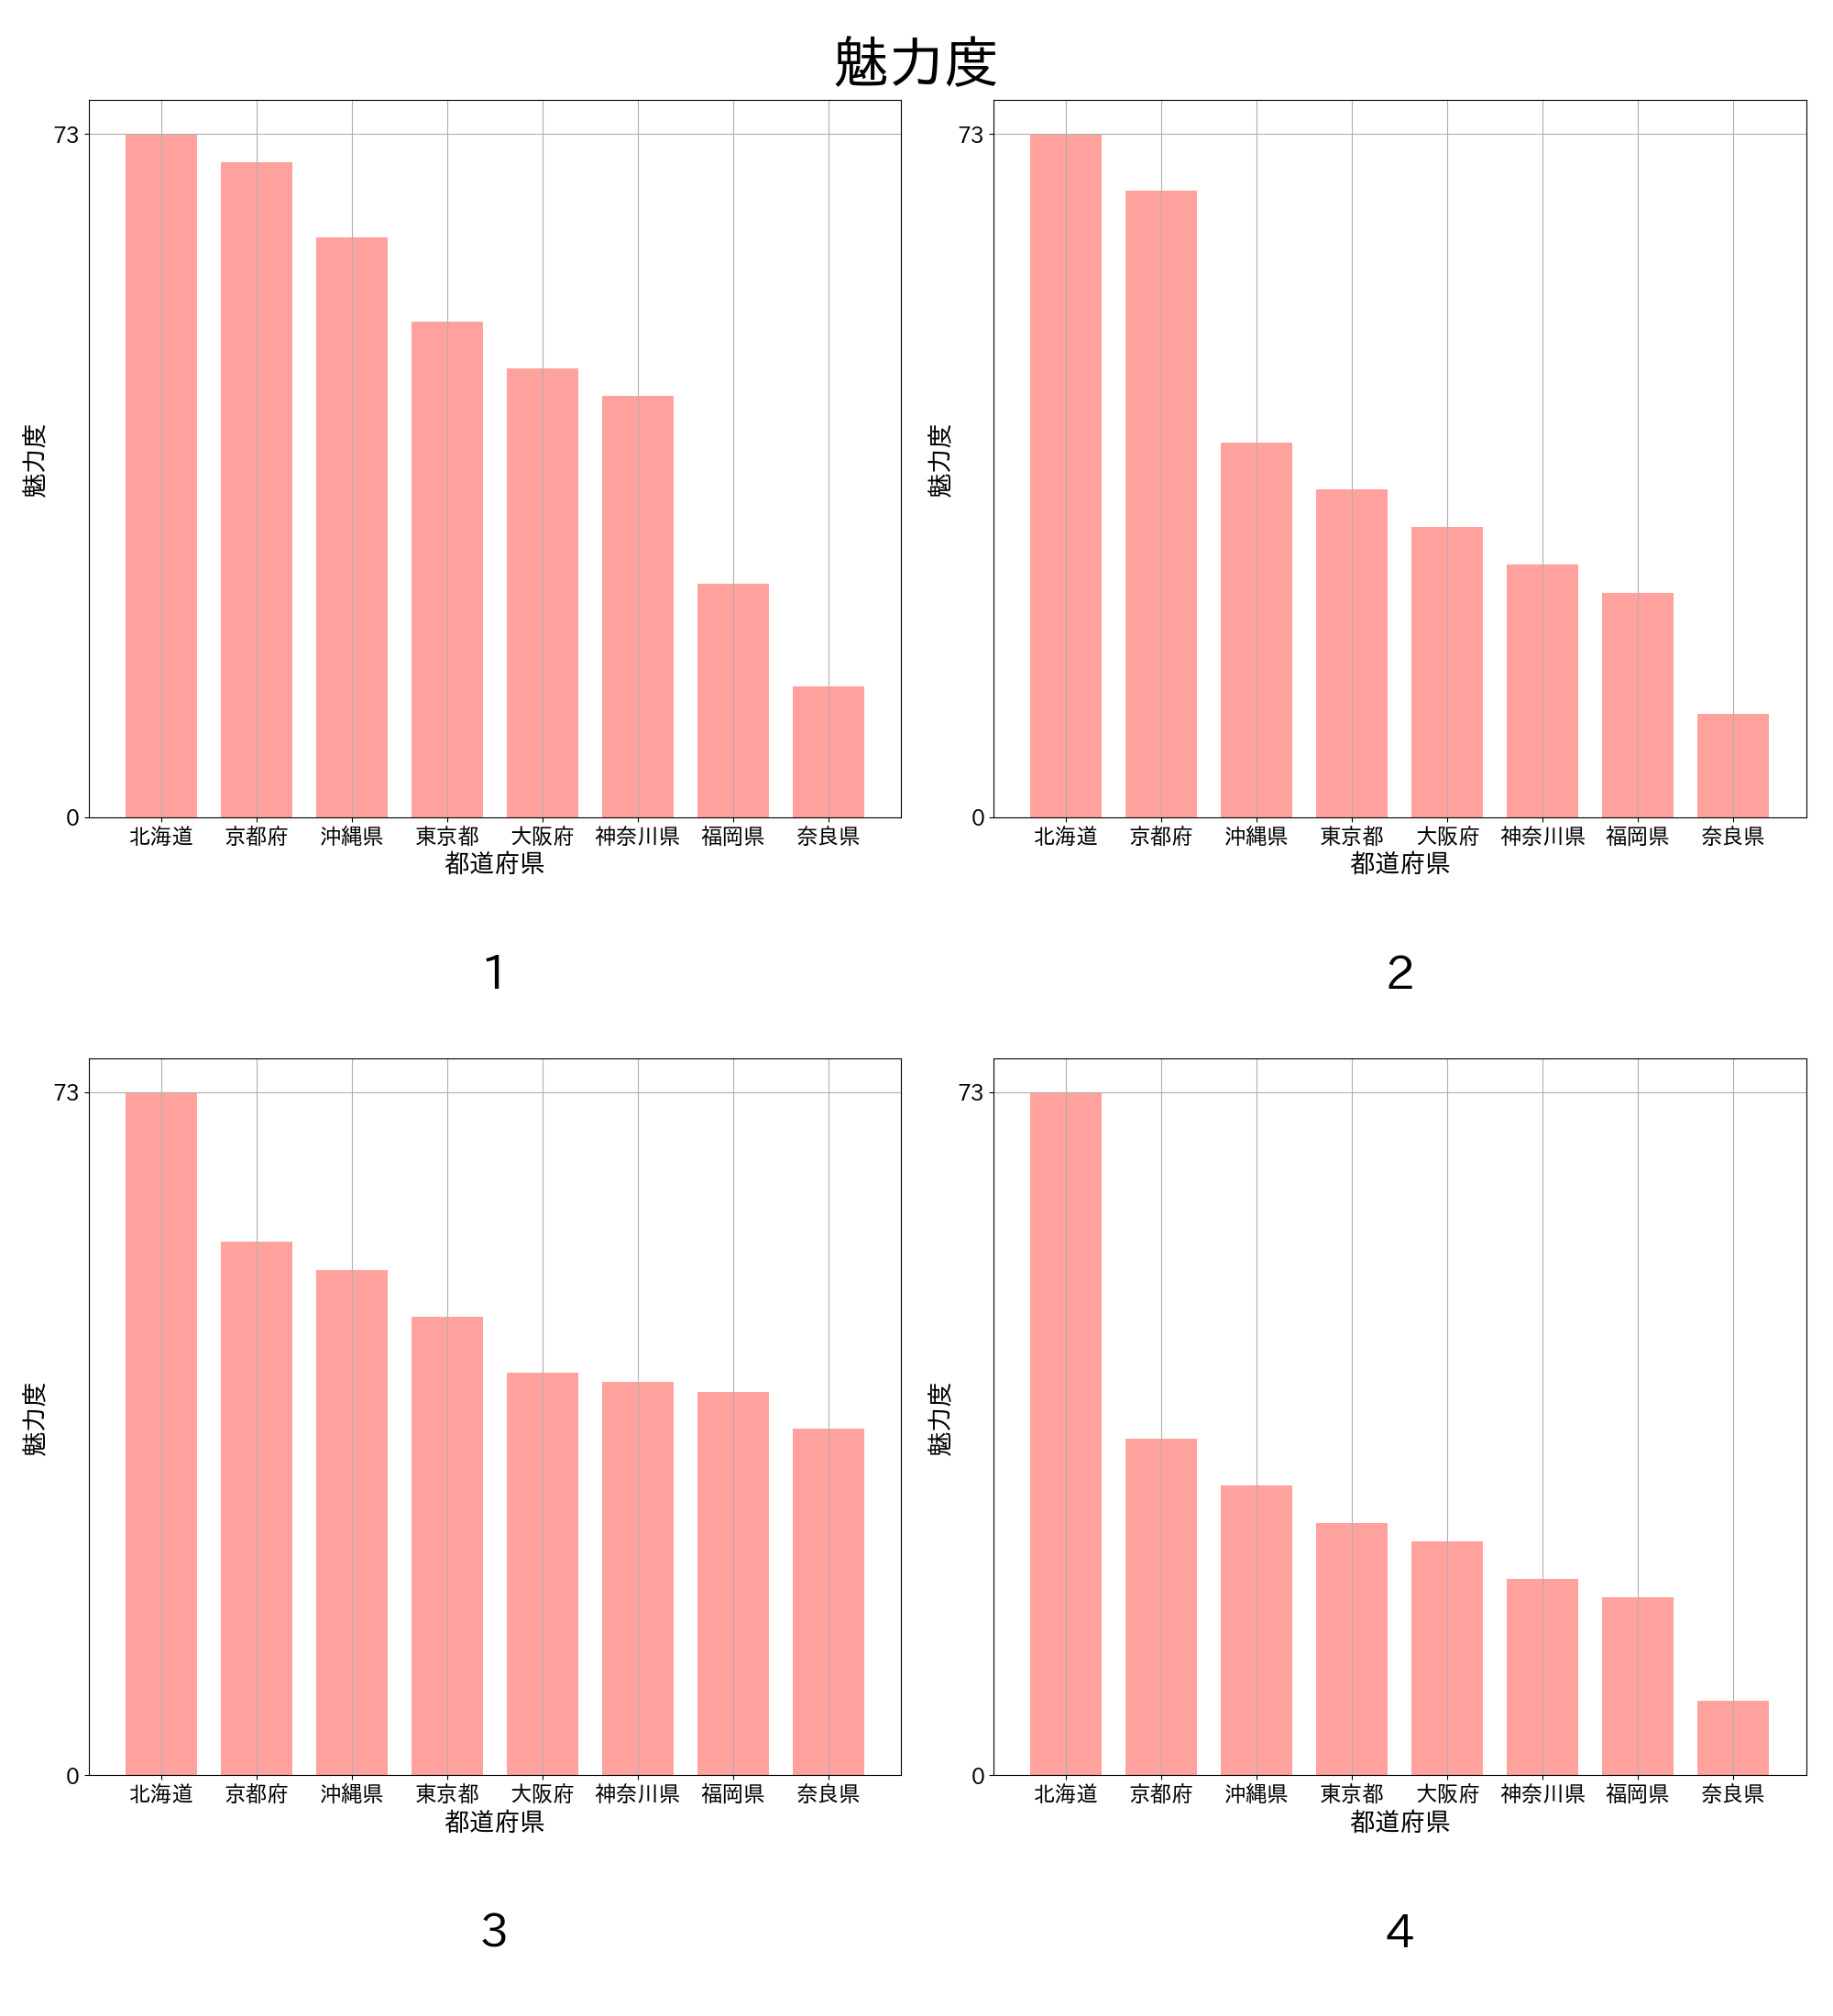 魅力度
73
0
魅力度
北海道 京都府 沖縄県 東京都 大阪府 神奈川県 福岡県 奈良県
都道府県
1
73
0
魅力度
北海道 京都府 沖縄県 東京都 大阪府 神奈川県 福岡県 奈良県
都道府県
2
73
0
魅力度
北海道 京都府 沖縄県 東京都 大阪府 神奈川県 福岡県 奈良県
都道府県
3
73
0
魅力度
北海道 京都府 沖縄県 東京都 大阪府 神奈川県 福岡県 奈良県
都道府県
4